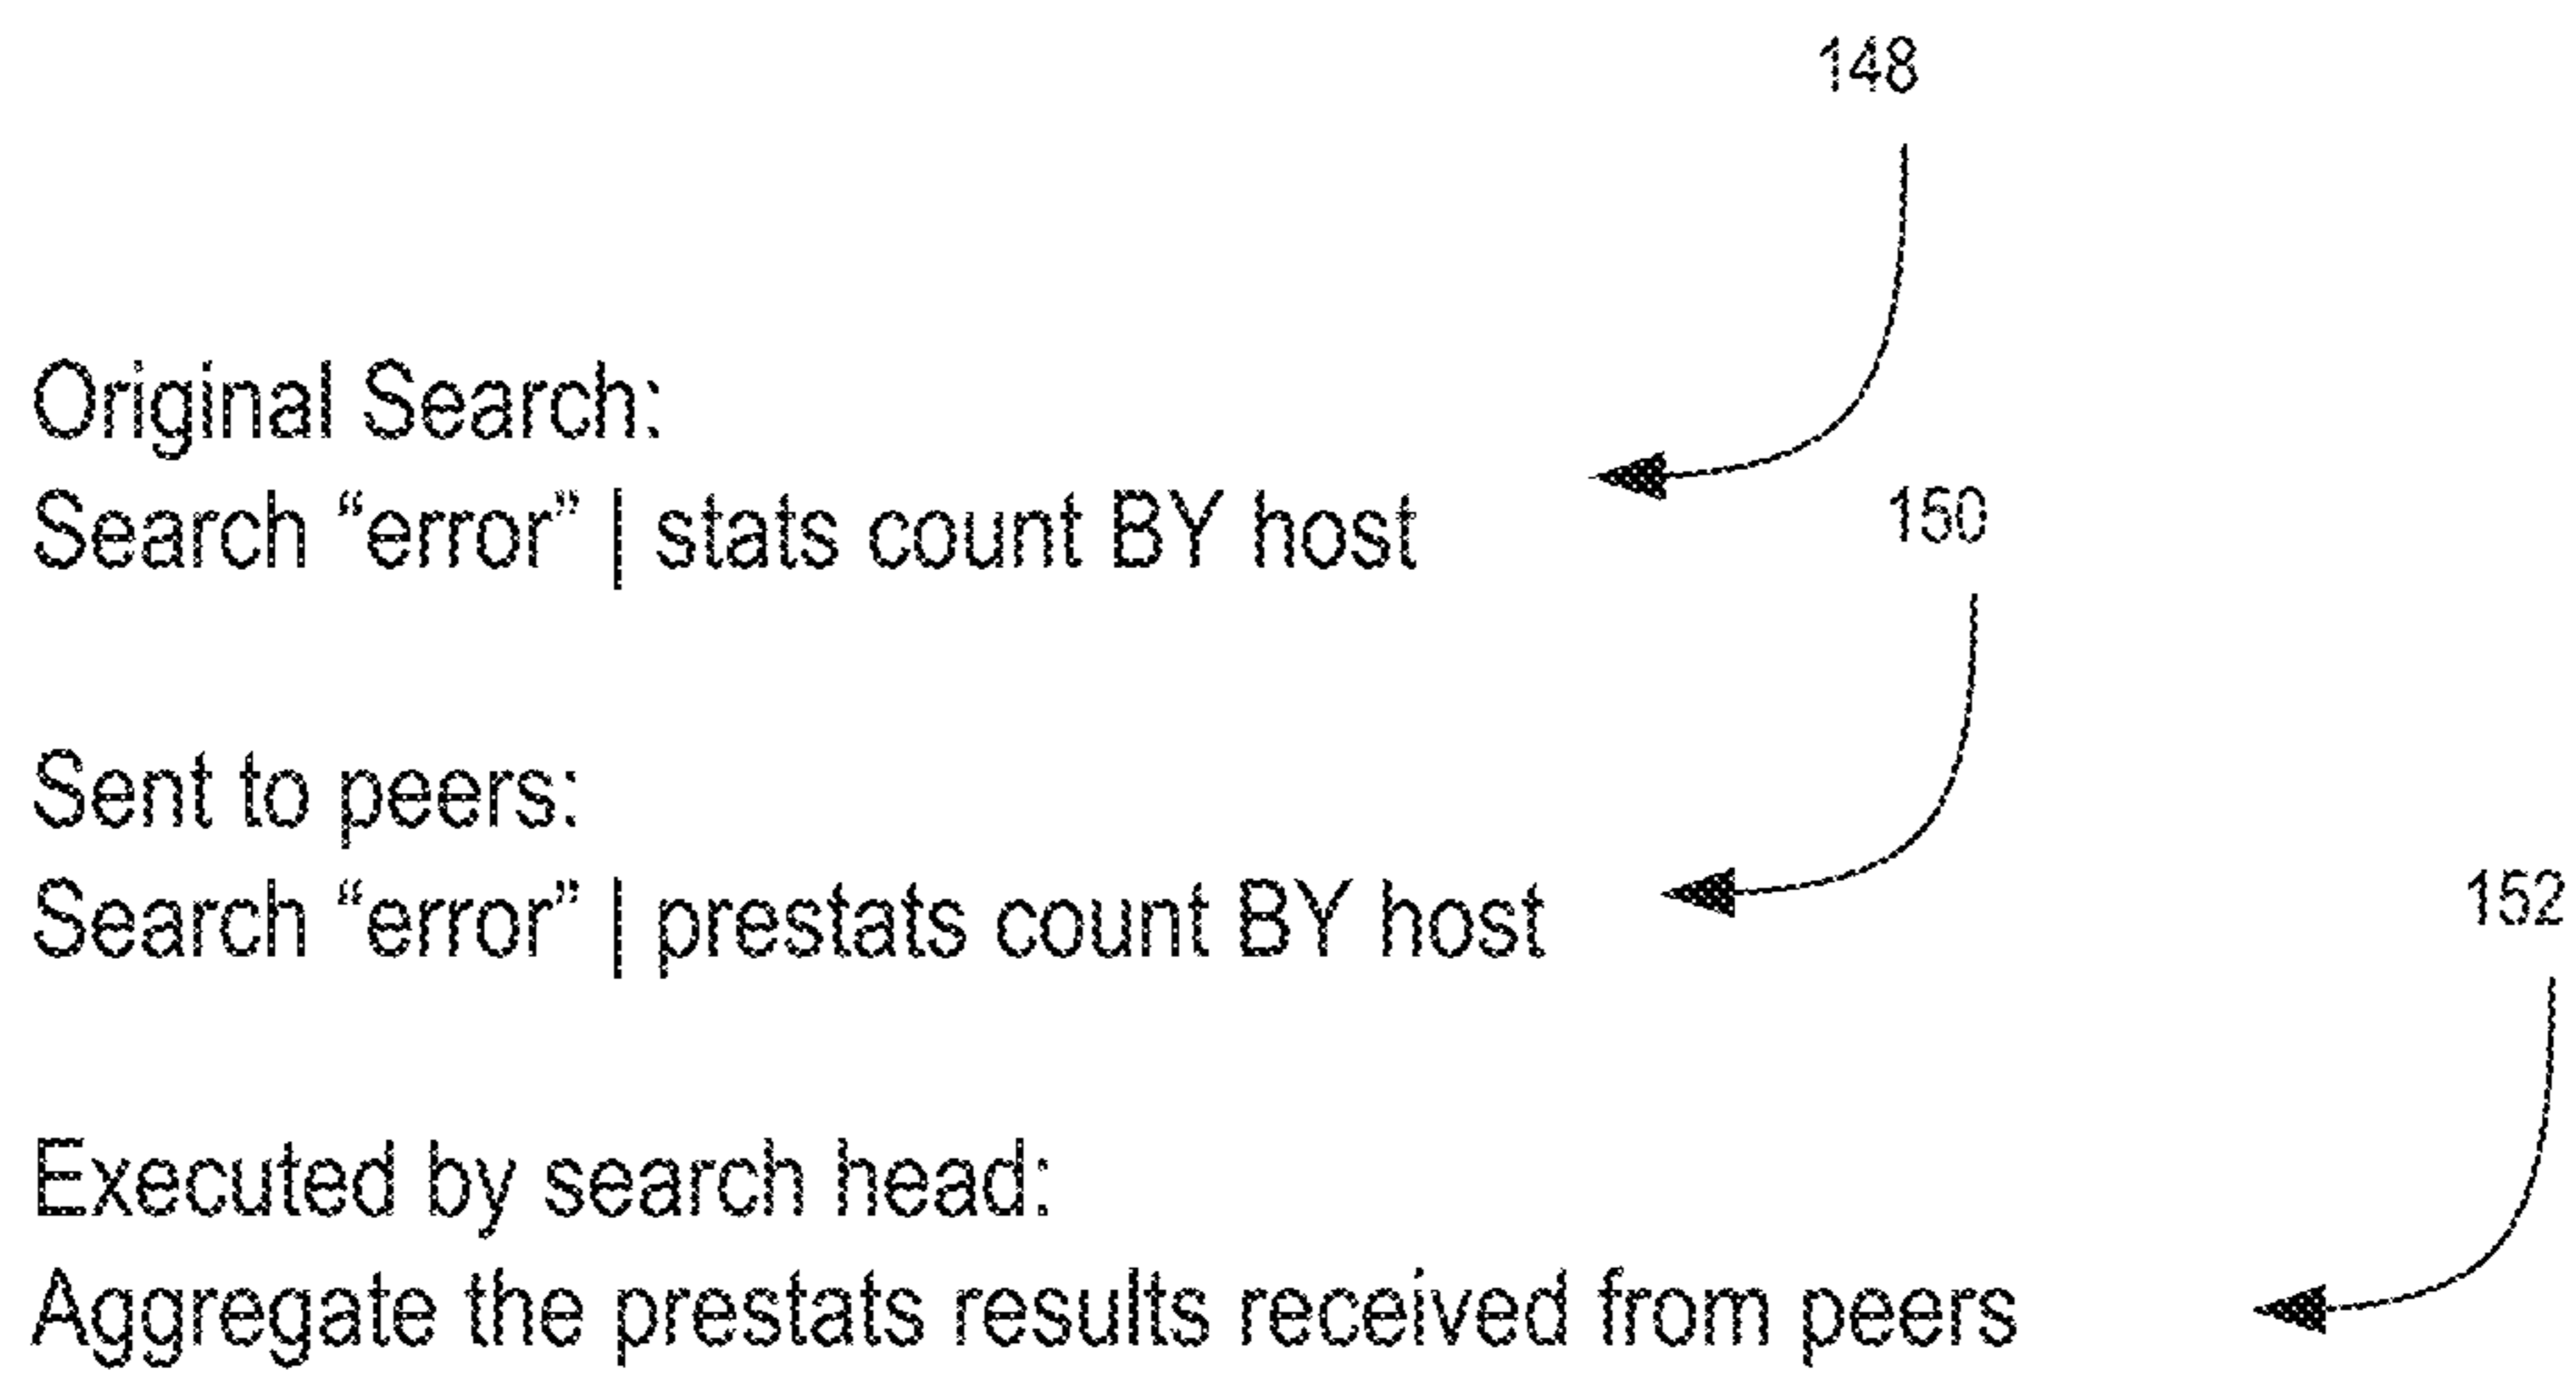 148
Original Search:
Search “error” | stats count BY host
150
Sent to peers:
Search “error” | prestats count BY host
152
Executed by search head:
Aggregate the prestats results received from peers